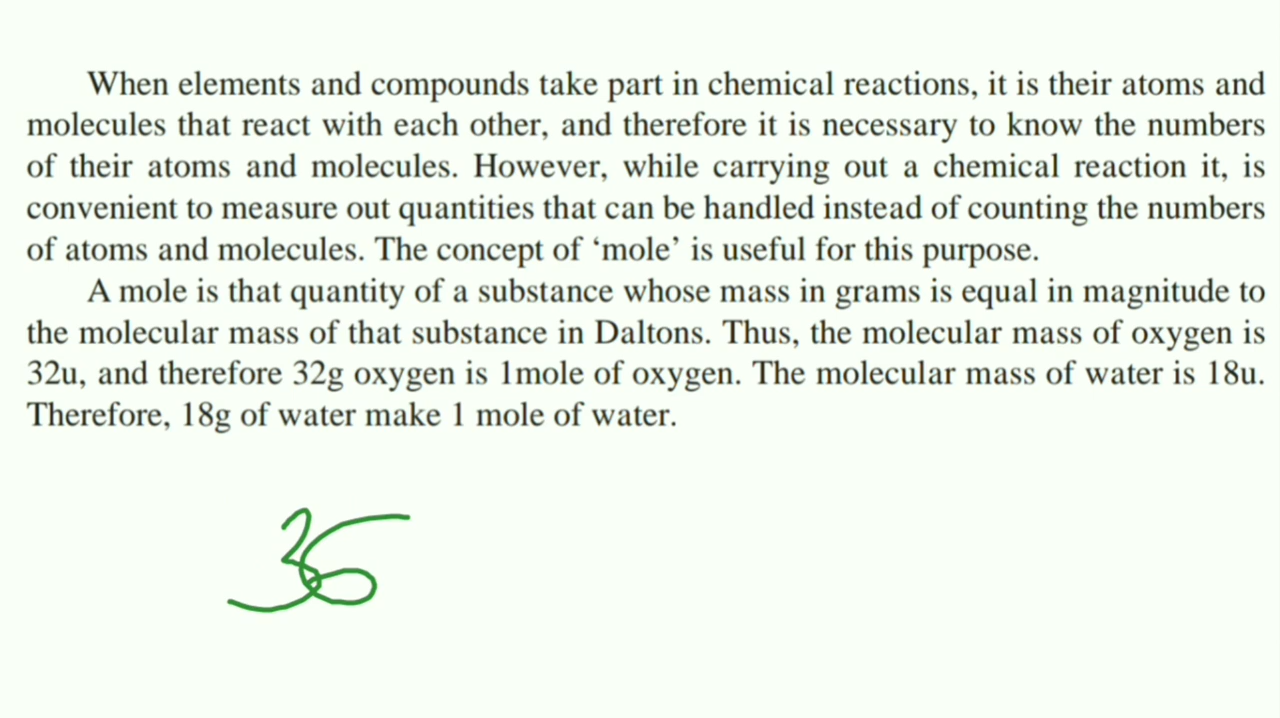 When elements and compounds take part in chemical reactions, it is their atoms and
molecules that react with each other, and therefore it is necessary to know the numbers
of their atoms and molecules. However, while carrying out a chemical reaction it, is
convenient to measure out quantities that can be handled instead of counting the numbers
of atoms and molecules. The concept of ‘mole’ is useful for this purpose.
A mole is that quantity of a substance whose mass in grams is equal in magnitude to
the molecular mass of that substance in Daltons. Thus, the molecular mass of oxygen is
32u, and therefore 32g oxygen is 1mole of oxygen. The molecular mass of water is 18u.
Therefore, 18g of water make 1 mole of water.
36